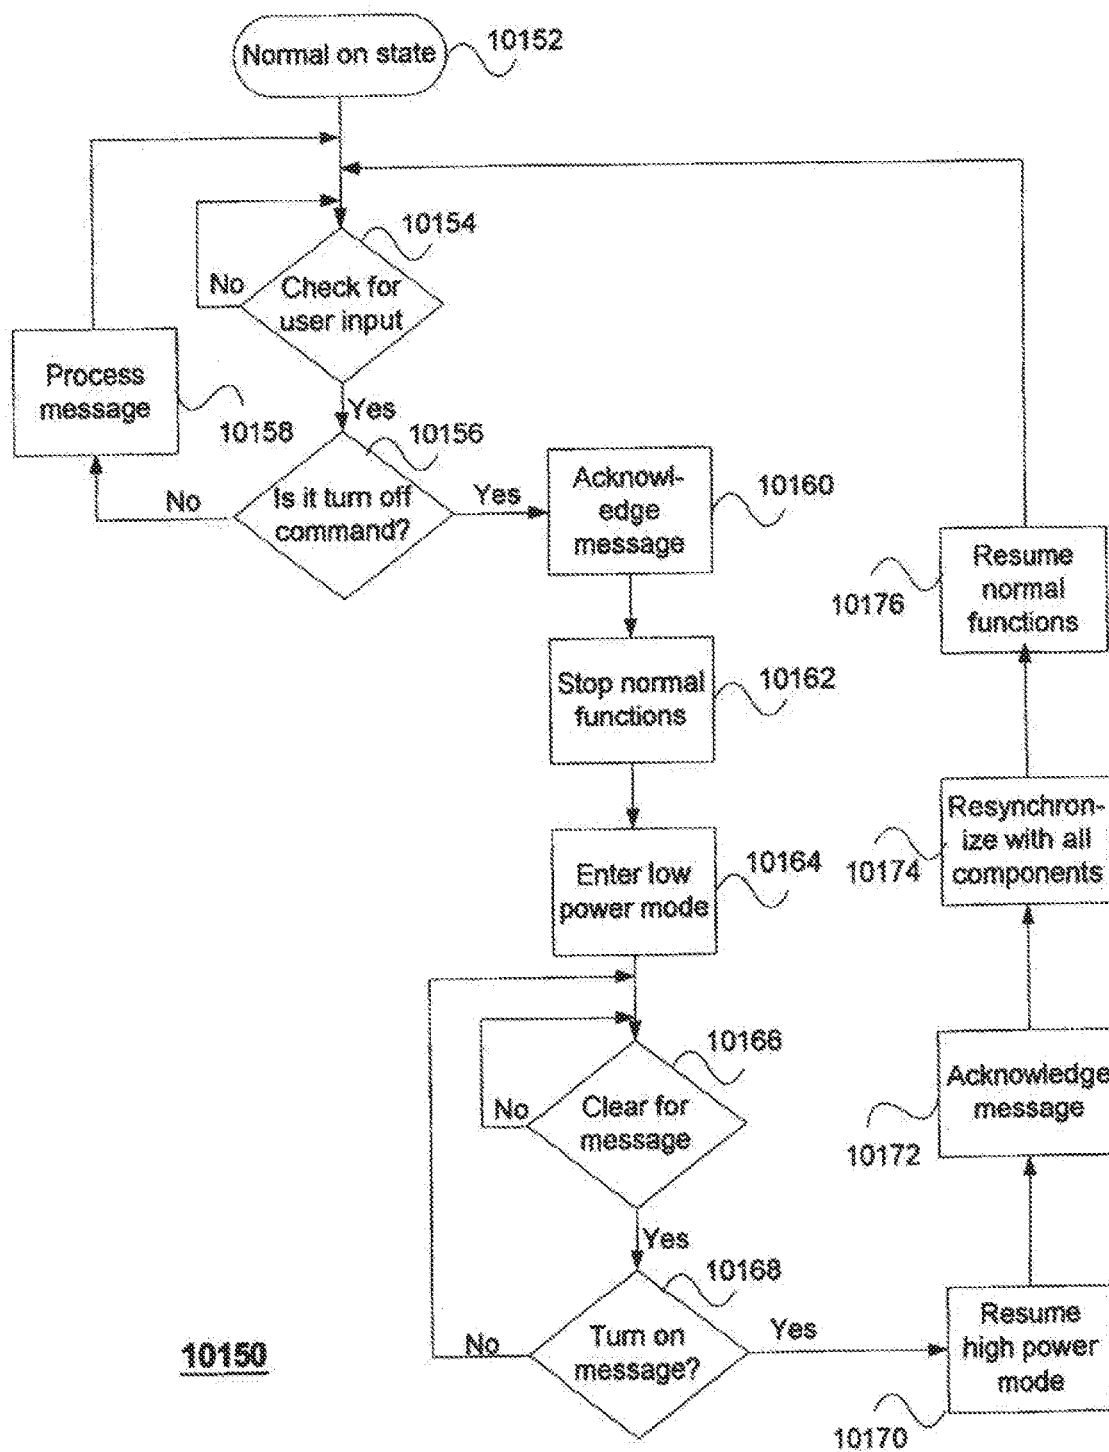 Normal on state
10152
10154
No
Check for
user input
Process
message
10158
Yes
10156
No
Is it turn off
command?
Yes
Acknowl-
edge
message
10160
Resume
normal
functions
10176
Stop normal
functions
10162
Resynchron-
ize with all
components
10174
Enter low
power mode
10164
10166
No
Clear for
message
Acknowledge
message
10172
Yes
10168
No
Turn on
message?
Yes
Resume
high power
mode
10170
10150